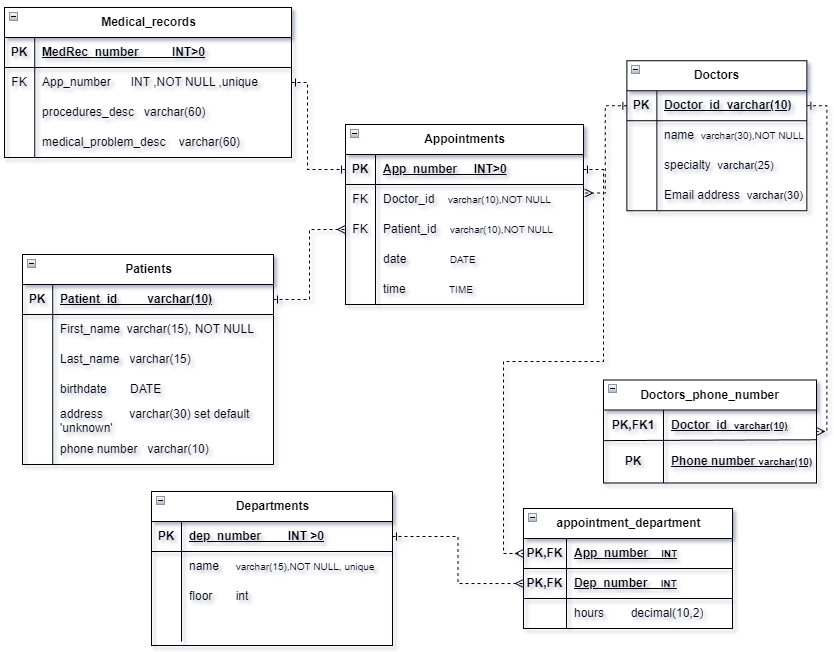 Medical_records
PK MedRec_number INT>0
FK App_number INT ,NOT NULL ,unique
procedures_desc varchar(60)
medical_problem_desc varchar(60)
Doctors
PK Doctor_id varchar(10)
name varchar(30),NOT NULL
specialty varchar(25)
Email address varchar(30)
Appointments
PK App_number INT>0
FK Doctor_id varchar(10),NOT NULL
FK Patient_id varchar(10),NOT NULL
date DATE
time TIME
Patients
PK Patient_id varchar(10)
First_name varchar(15), NOT NULL
Last_name varchar(15)
birthdate DATE
address varchar(30) set default
'unknown'
phone number varchar(10)
Doctors_phone_number
PK,FK1 Doctor_id varchar(10)
PK Phone number varchar(10)
Departments
PK dep_number INT >0
name varchar(15),NOT NULL, unique
floor int
appointment_department
PK,FK App_number INT
PK,FK Dep_number INT
hours decimal(10,2)